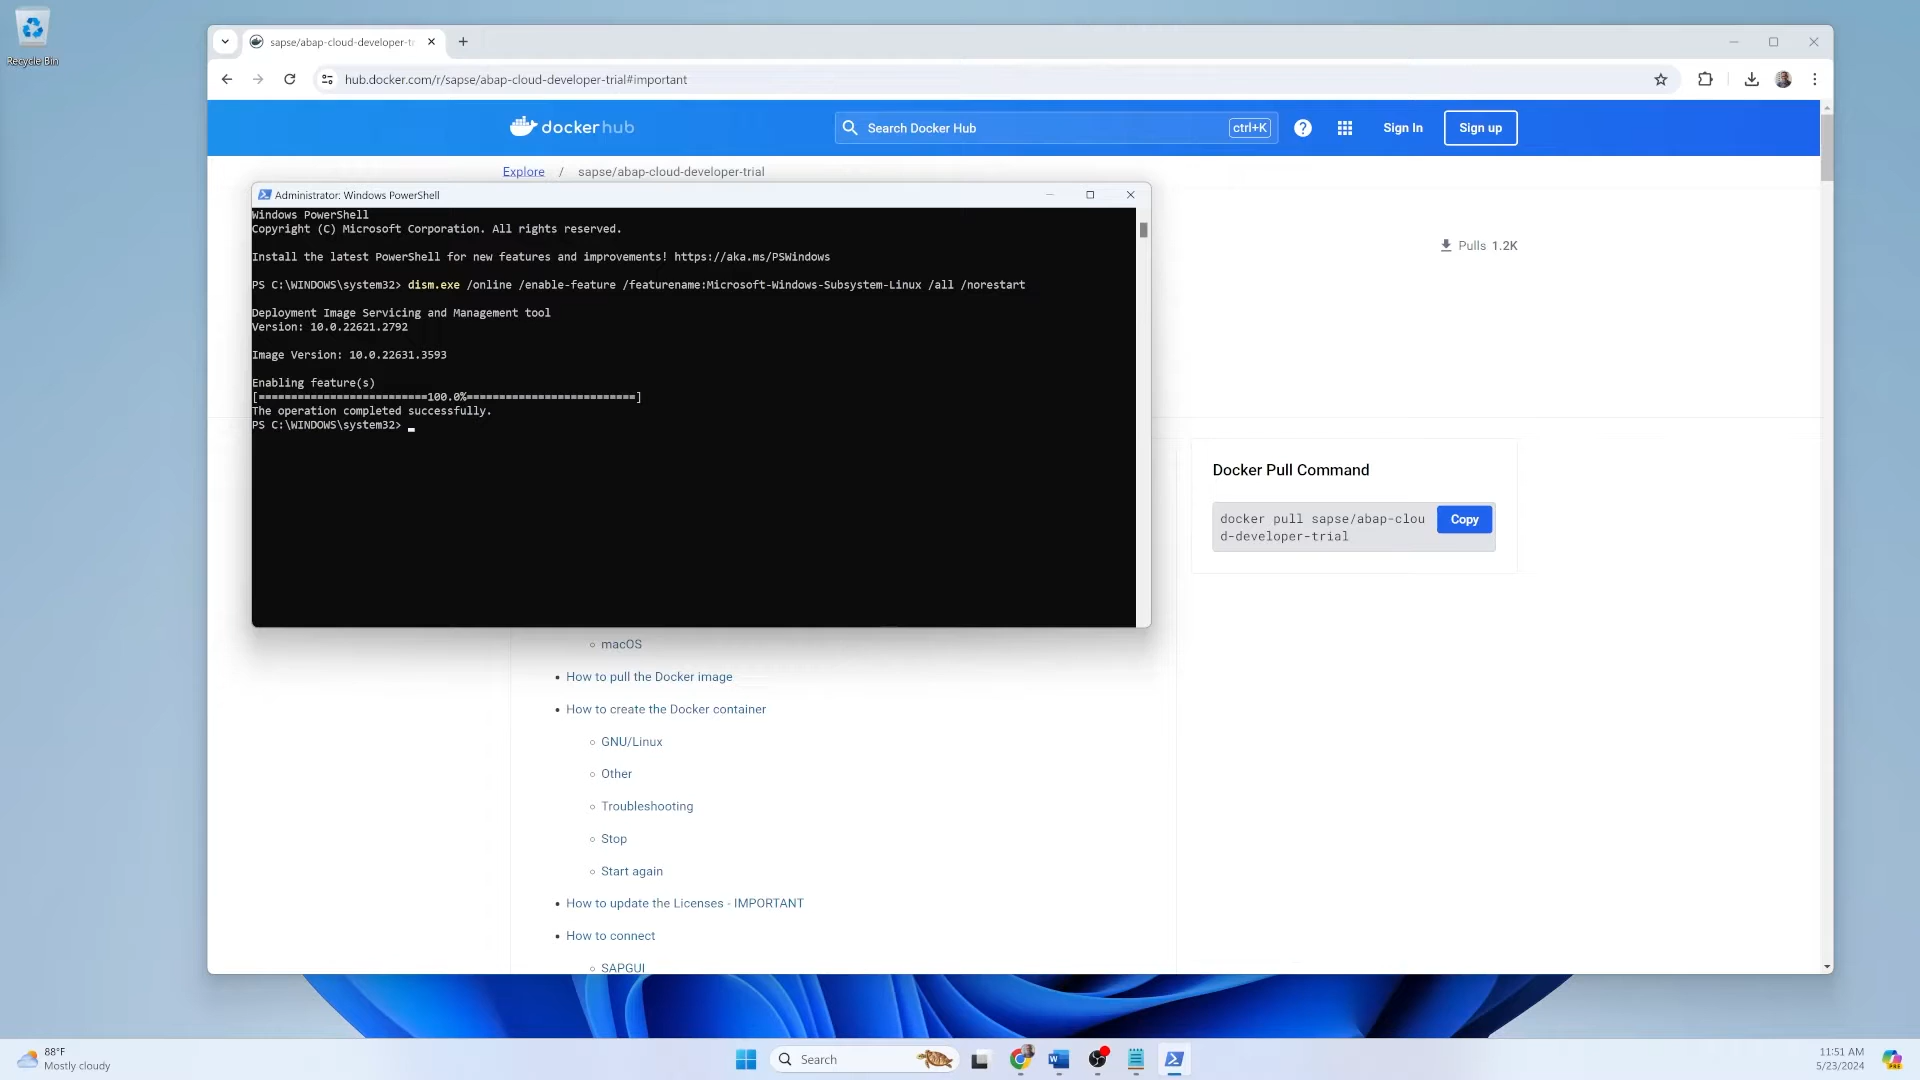 Recycle Bin
sapse/abap-cloud-developer-tr
hub.docker.com/r/sapse/abap-cloud-developer-trial#important
dockerhub
Search Docker Hub
ctrl+K
Sign In
Sign up
Explore / sapse/abap-cloud-developer-trial
Pulls 1.2K
Administrator: Windows PowerShell
Windows PowerShell
Copyright (C) Microsoft Corporation. All rights reserved.
Install the latest PowerShell for new features and improvements! https://aka.ms/PSWindows
PS C:\WINDOWS\system32> dism.exe /online /enable-feature /featurename:Microsoft-Windows-Subsystem-Linux /all /norestart
Deployment Image Servicing and Management tool
Version: 10.0.22621.2792
Image Version: 10.0.22631.3593
Enabling feature(s)
[==========================100.0%==========================]
The operation completed successfully.
PS C:\WINDOWS\system32> _
Docker Pull Command
docker pull sapse/abap-clou
d-developer-trial
Copy
macOS
How to pull the Docker image
How to create the Docker container
GNU/Linux
Other
Troubleshooting
Stop
Start again
How to update the Licenses - IMPORTANT
How to connect
SAPGUI
88°F
Mostly cloudy
Search
11:51 AM
5/23/2024